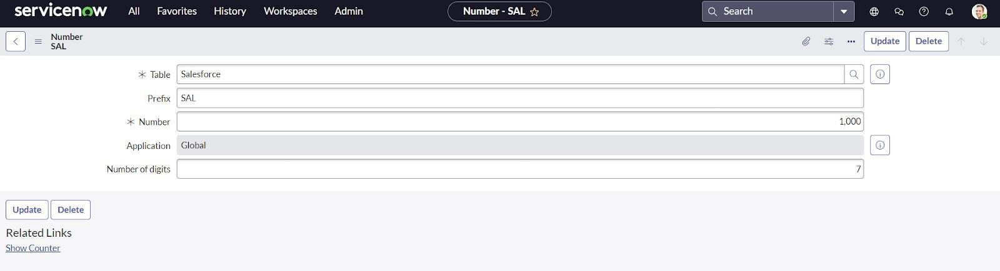 servicenow All Favorites History Workspaces Admin Number - SAL Search
Number
SAL
Update Delete
* Table Salesforce
Prefix SAL
* Number 1,000
Application Global
Number of digits 7
Update Delete
Related Links
Show Counter